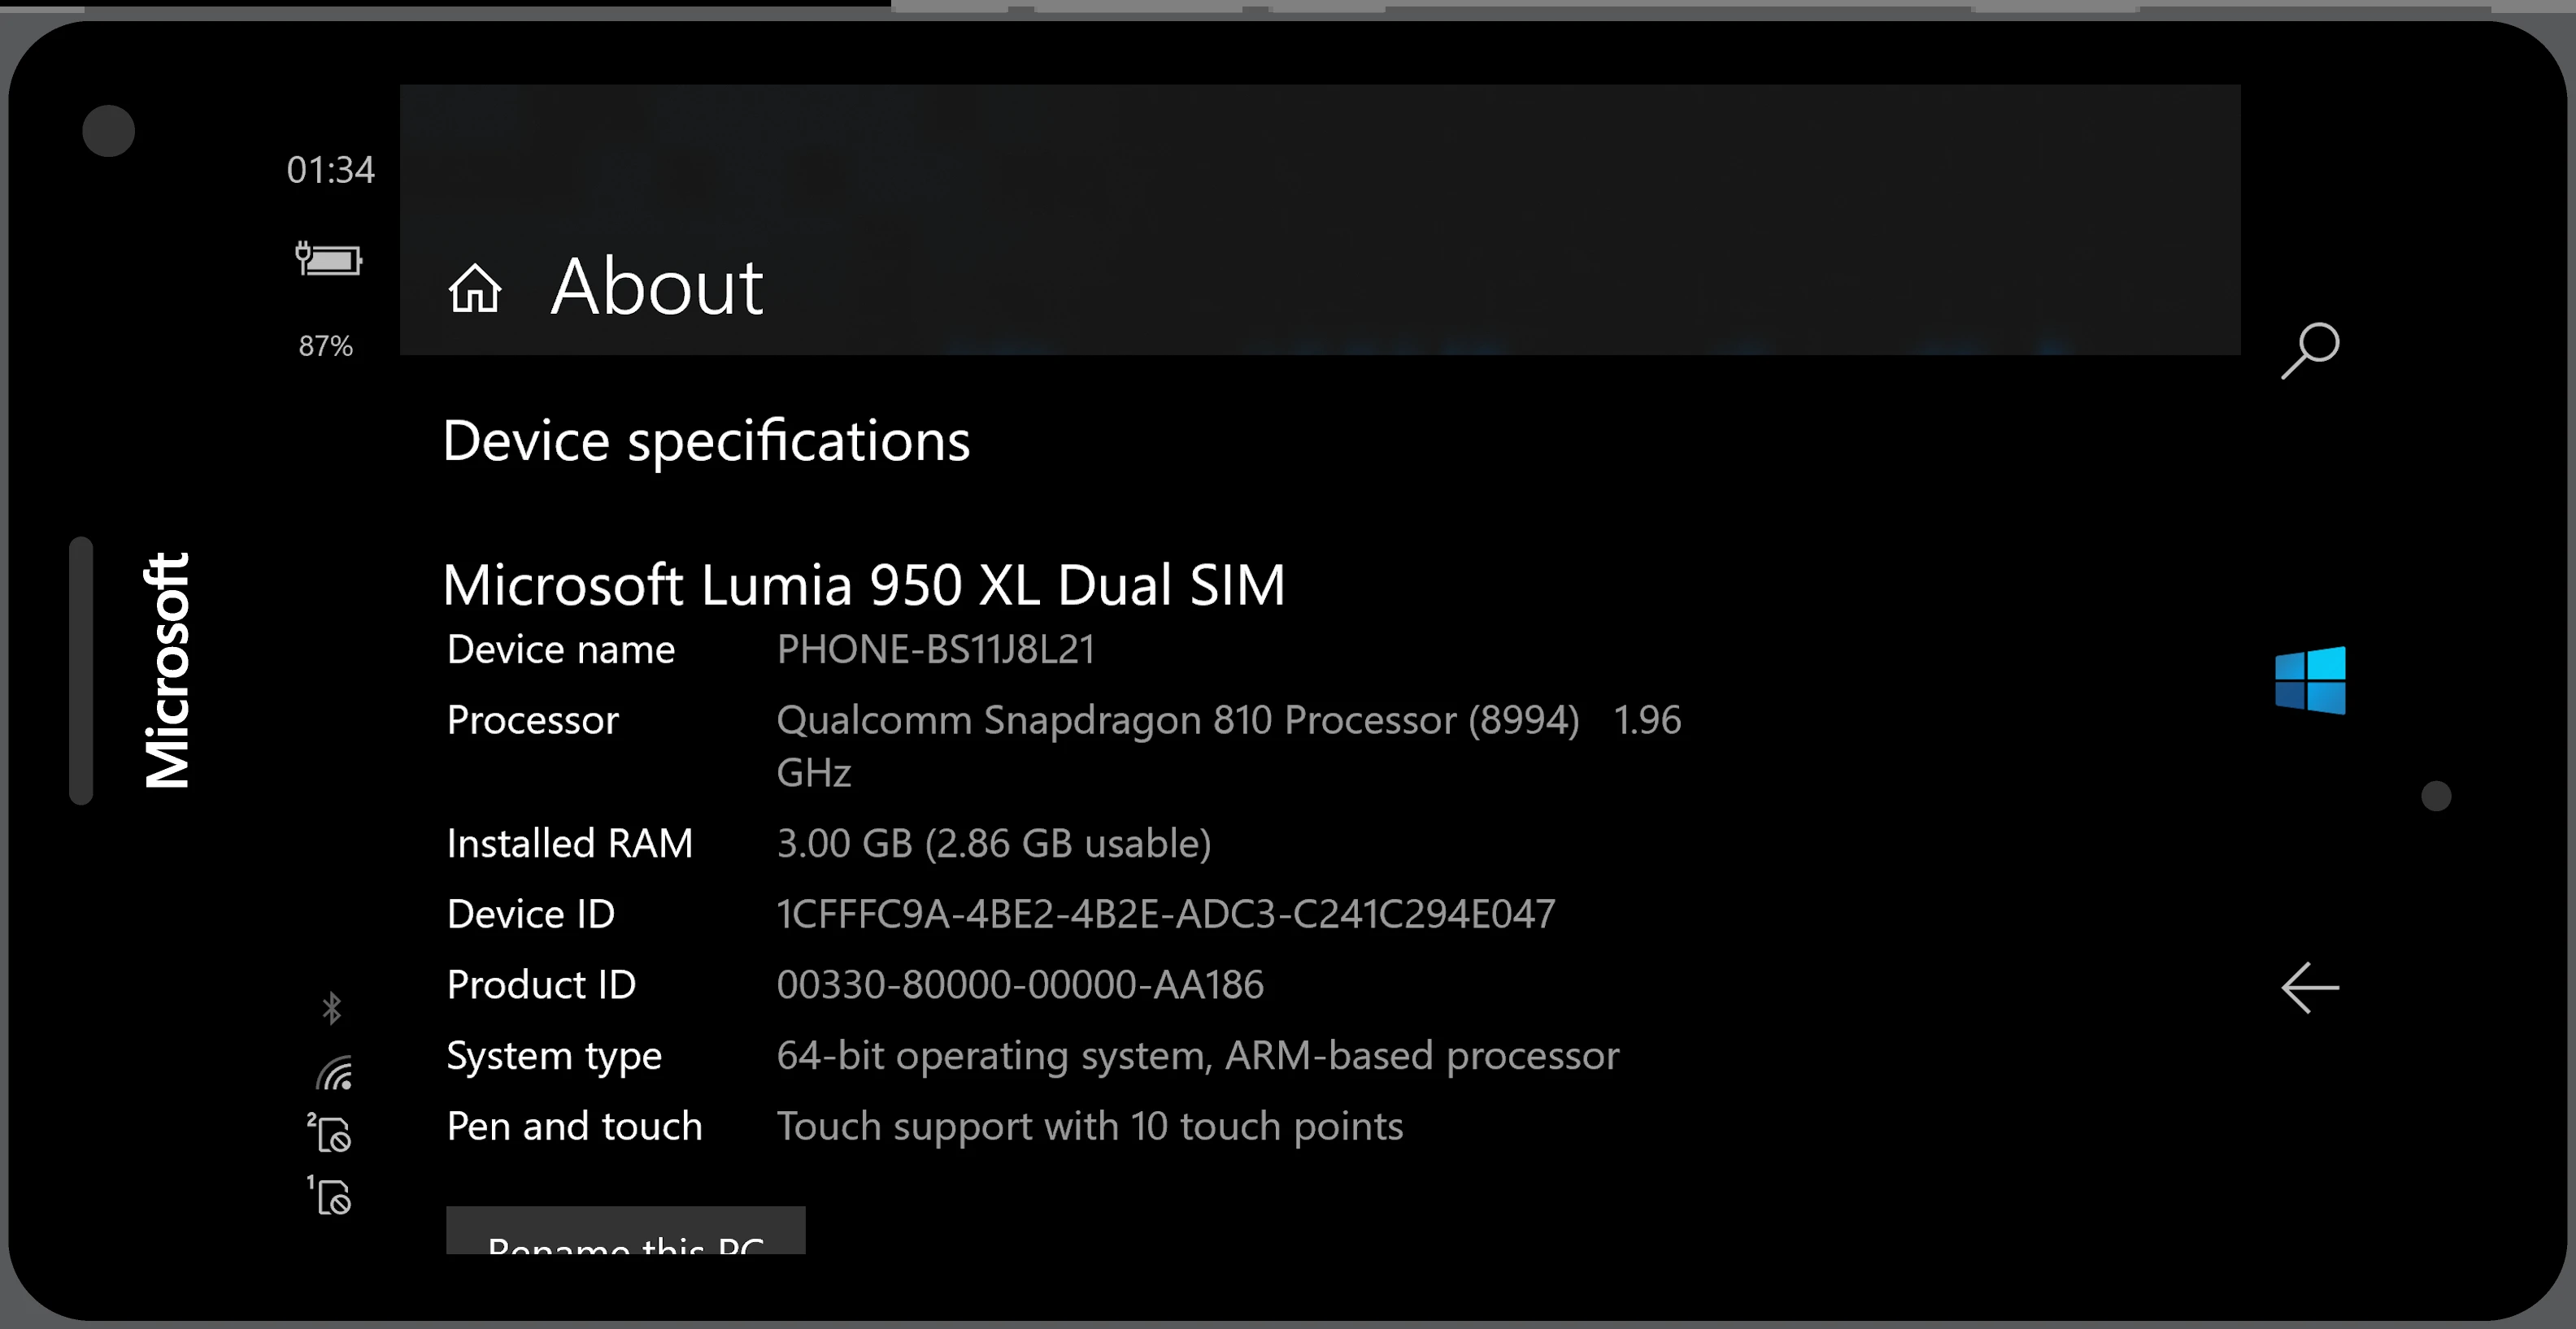 01:34
87%
Microsoft
About
Device specifications
Microsoft Lumia 950 XL Dual SIM
Device name PHONE-BS11J8L21
Processor Qualcomm Snapdragon 810 Processor (8994) 1.96
GHz
Installed RAM 3.00 GB (2.86 GB usable)
Device ID 1CFFFC9A-4BE2-4B2E-ADC3-C241C294E047
Product ID 00330-80000-00000-AA186
System type 64-bit operating system, ARM-based processor
Pen and touch Touch support with 10 touch points
2
1
Rename this PC